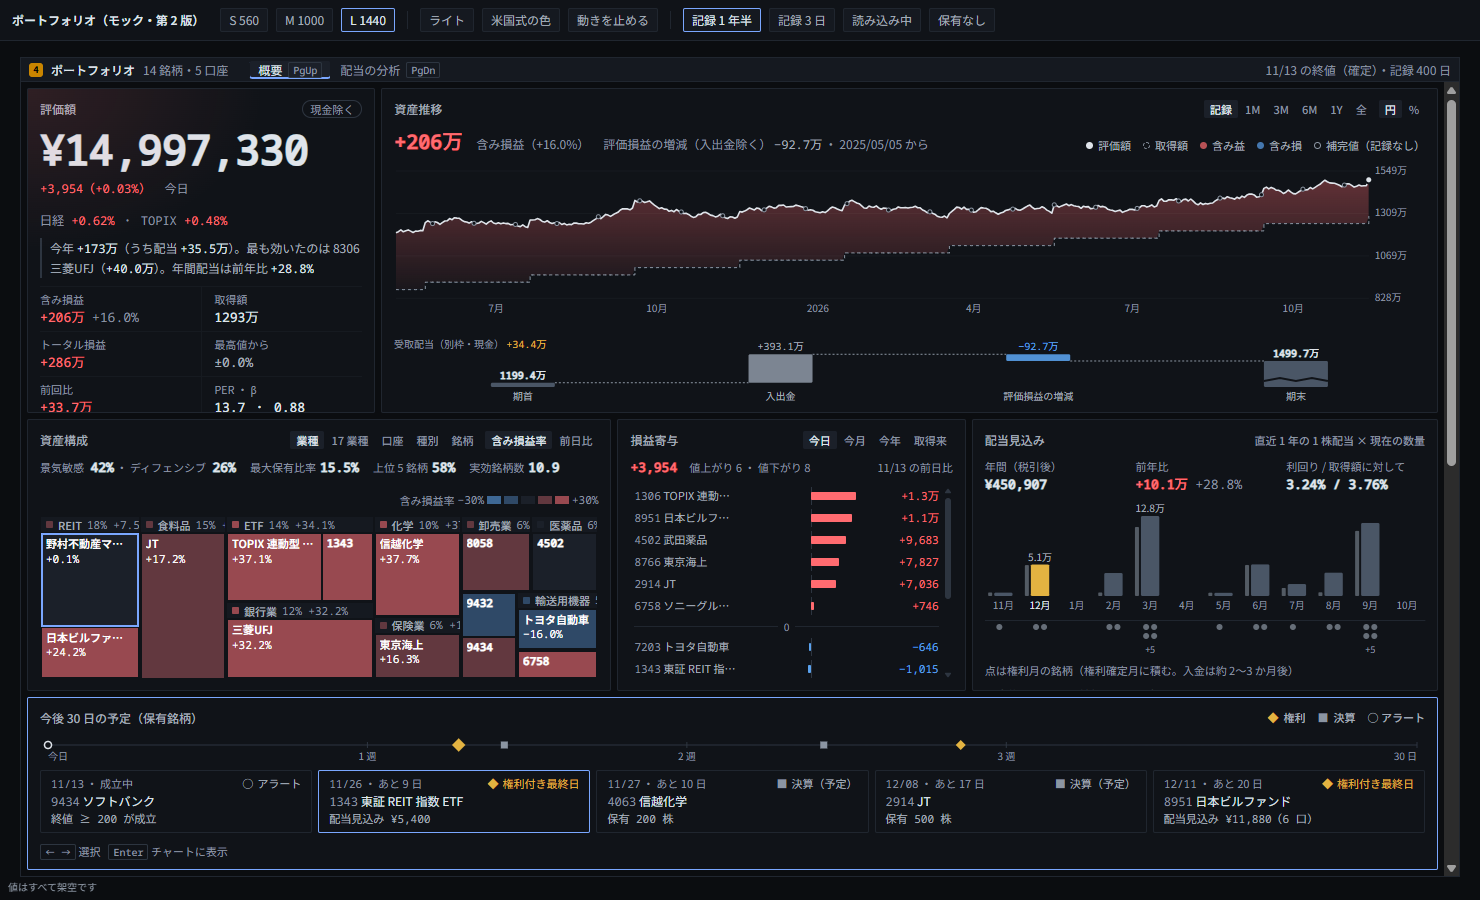 ポートフォリオ（モック・第 2 版） S 560 M 1000 L 1440 ライト 米国式の色 動きを止める 記録 1 年半 記録 3 日 読み込み中 保有なし
4 ポートフォリオ 14 銘柄・5 口座 概要 PgUp 配当の分析 PgDn 11/13 の終値（確定）・記録 400 日
評価額 現金除く
¥14,997,330
+3,954 (+0.03%) 今日
日経 +0.62% ・ TOPIX +0.48%
今年 +173万（うち配当 +35.5万）。最も効いたのは 8306
三菱UFJ（+40.0万）。年間配当は前年比 +28.8%
含み損益 取得額
+206万 +16.0% 1293万
トータル損益 最高値から
+286万 ±0.0%
前回比 PER・β
+33.7万 13.7 ・ 0.88
資産推移 記録 1M 3M 6M 1Y 全 円 %
+206万 含み損益（+16.0%） 評価損益の増減（入出金除く）−92.7万 ・ 2025/05/05 から
評価額 取得額 含み益 含み損 補完値（記録なし）
1549万
1309万
1069万
828万
7月 10月 2026 4月 7月 10月
受取配当（別枠・現金） +34.4万
1199.4万 +393.1万 −92.7万 1499.7万
期首 入出金 評価損益の増減 期末
資産構成 業種 17 業種 口座 種別 銘柄 含み損益率 前日比
景気敏感 42% ・ ディフェンシブ 26% 最大保有比率 15.5% 上位 5 銘柄 58% 実効銘柄数 10.9
含み損益率 −30% +30%
REIT 18% +7.5 食料品 15% ETF 14% +34.1% 化学 10% +3 卸売業 6% 医薬品 6%
野村不動産マ… +0.1%
JT +17.2%
TOPIX 連動型 … +37.1%
1343
信越化学 +37.7%
8058
4502
銀行業 12% +32.2%
9432
輸送用機器
日本ビルファ… +24.2%
三菱UFJ +32.2%
保険業 6% +1
東京海上 +16.3%
9434
トヨタ自動車 −16.0%
6758
損益寄与 今日 今月 今年 取得来
+3,954 値上がり 6 ・ 値下がり 8 11/13 の前日比
1306 TOPIX 連動… +1.3万
8951 日本ビルフ… +1.1万
4502 武田薬品 +9,683
8766 東京海上 +7,827
2914 JT +7,036
6758 ソニーグル… +746
0
7203 トヨタ自動車 −646
1343 東証 REIT 指… −1,015
配当見込み 直近 1 年の 1 株配当 × 現在の数量
年間（税引後） 前年比 利回り / 取得額に対して
¥450,907 +10.1万 +28.8% 3.24% / 3.76%
12.8万
5.1万
11月 12月 1月 2月 3月 4月 5月 6月 7月 8月 9月 10月
+5 +5
点は権利月の銘柄（権利確定月に積む。入金は約 2〜3 か月後）
今後 30 日の予定（保有銘柄） 権利 決算 アラート
今日 1 週 2 週 3 週 30 日
11/13 ・ 成立中 アラート
9434 ソフトバンク
終値 ≥ 200 が成立
11/26 ・ あと 9 日 権利付き最終日
1343 東証 REIT 指数 ETF
配当見込み ¥5,400
11/27 ・ あと 10 日 決算（予定）
4063 信越化学
保有 200 株
12/08 ・ あと 17 日 決算（予定）
2914 JT
保有 500 株
12/11 ・ あと 20 日 権利付き最終日
8951 日本ビルファンド
配当見込み ¥11,880（6 口）
← → 選択 Enter チャートに表示
値はすべて架空です